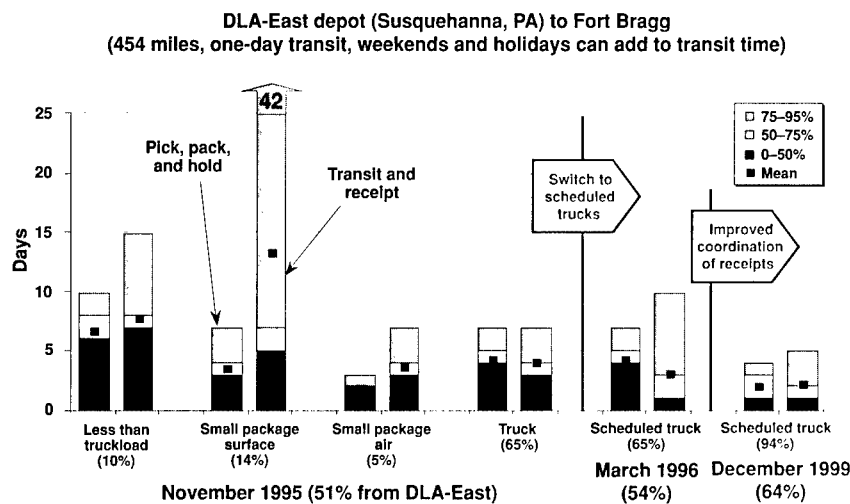 DLA-East depot (Susquehanna, PA) to Fort Bragg
(454 miles, one-day transit, weekends and holidays can add to transit time)
42
25
20
15
10
5
0
Days
Pick, pack,
and hold
Transit and
receipt
Switch to
scheduled
trucks
Improved
coordination
of receipts
75–95%
50–75%
0–50%
Mean
Less than
truckload
(10%)
Small package
surface
(14%)
Small package
air
(5%)
Truck
(65%)
Scheduled truck
(65%)
Scheduled truck
(94%)
November 1995 (51% from DLA-East)
March 1996
(54%)
December 1999
(64%)